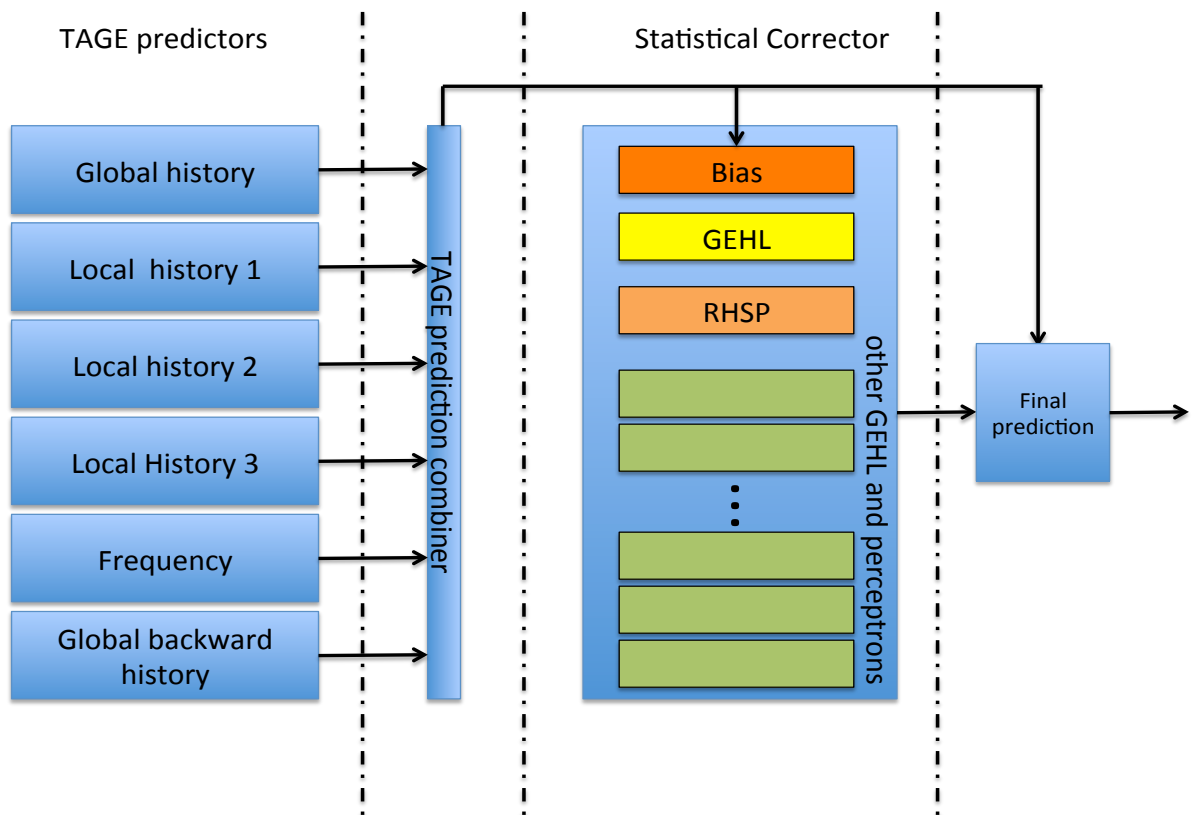 TAGE predictors
Statistical Corrector
Global history
Local history 1
Local history 2
Local History 3
Frequency
Global backward
history
TAGE prediction combiner
Bias
GEHL
RHSP
other GEHL and perceptrons
Final
prediction